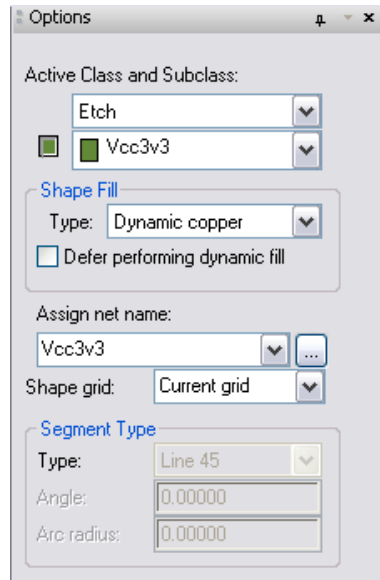 Options
Active Class and Subclass:
Etch
Vcc3v3
Shape Fill
Type: Dynamic copper
Defer performing dynamic fill
Assign net name:
Vcc3v3 ...
Shape grid: Current grid
Segment Type
Type: Line 45
Angle: 0.00000
Arc radius: 0.00000